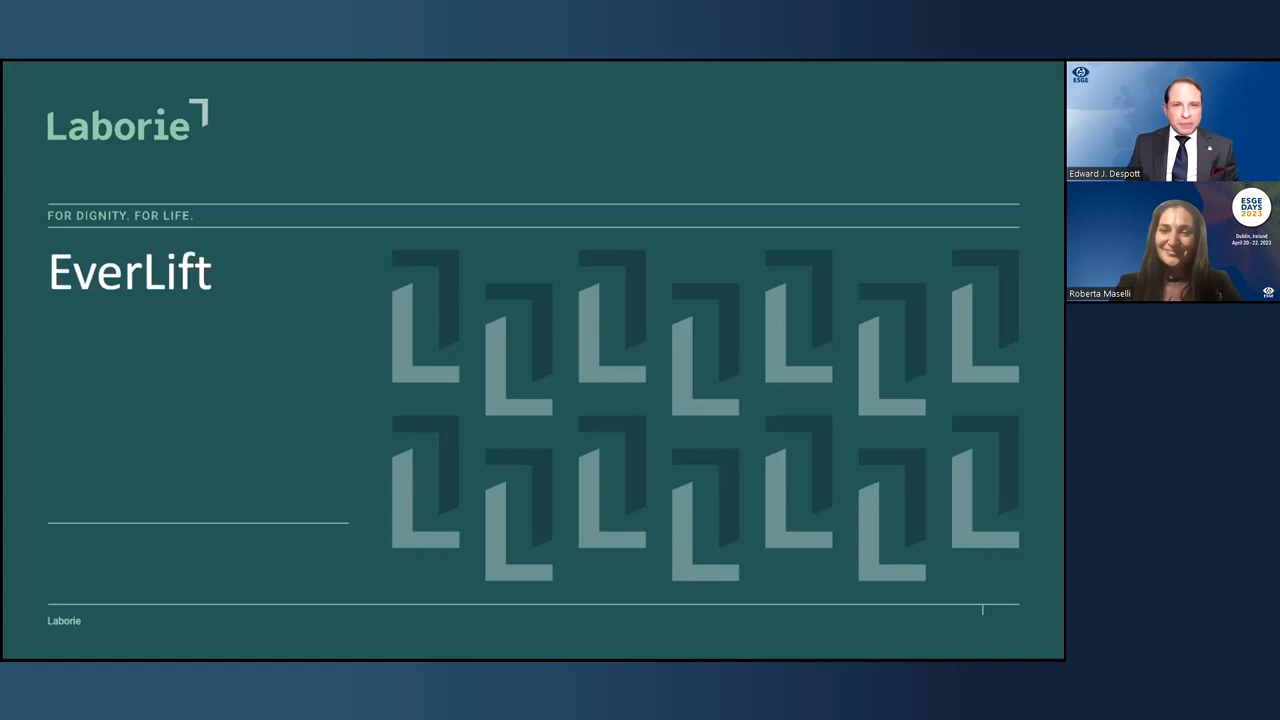 Laborie
FOR DIGNITY. FOR LIFE.
EverLift
Laborie
ESGE
Edward J. Despott
ESGE
DAYS
2023
Dublin, Ireland
April 20 - 22, 2023
Roberta Maselli
ESGE